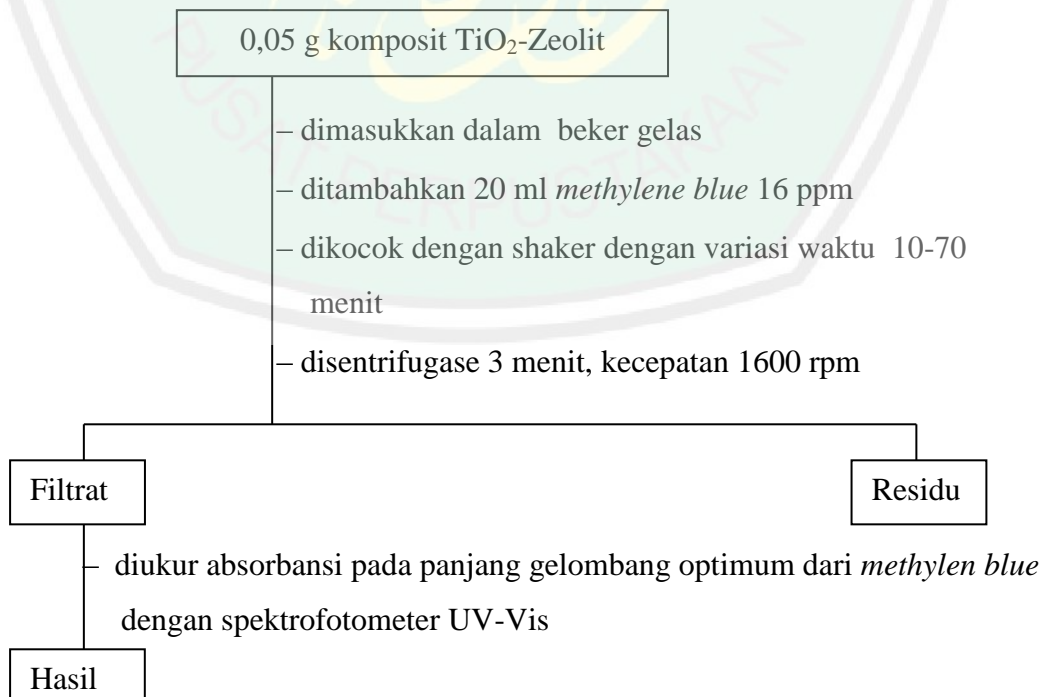 0,05 g komposit TiO₂-Zeolit
– dimasukkan dalam beker gelas
– ditambahkan 20 ml methylene blue 16 ppm
– dikocok dengan shaker dengan variasi waktu 10-70
menit
– disentrifugase 3 menit, kecepatan 1600 rpm
Filtrat
Residu
– diukur absorbansi pada panjang gelombang optimum dari methylen blue
dengan spektrofotometer UV-Vis
Hasil
PUSAT PERPUSTAKAAN